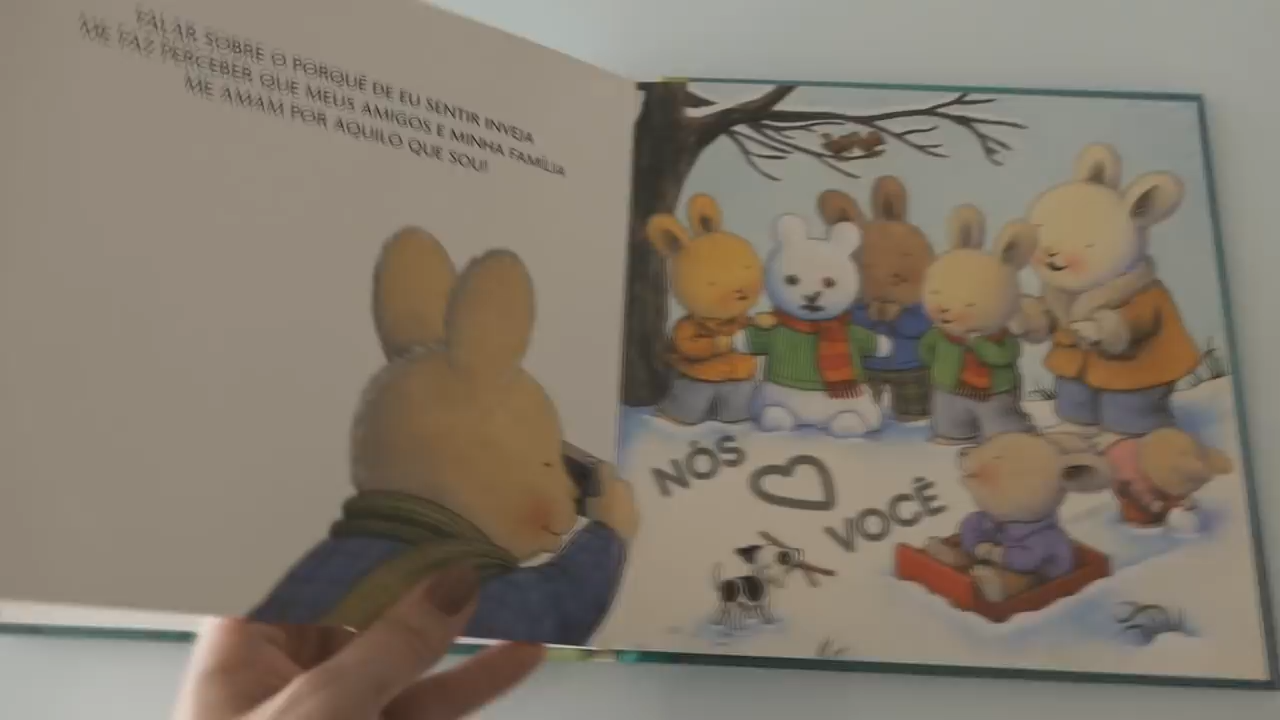 FALAR SOBRE O PORQUÊ DE EU SENTIR INVEJA
ME FAZ PERCEBER QUE MEUS AMIGOS E MINHA FAMÍLIA
ME AMAM POR AQUILO QUE SOU!
NÓS
VOCÊ